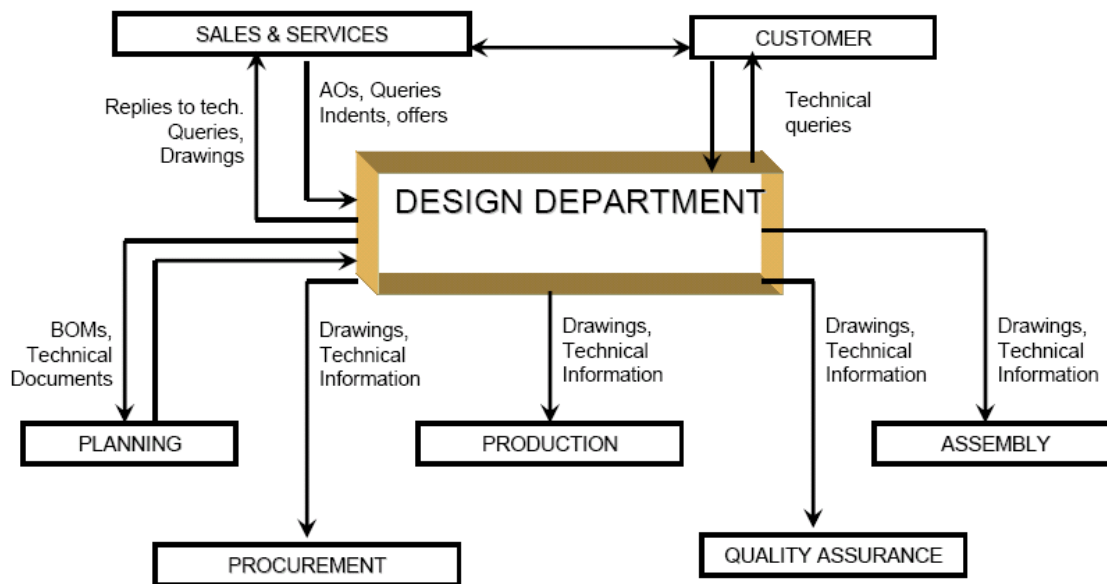 SALES & SERVICES
CUSTOMER
Replies to tech.
Queries,
Drawings
AOs, Queries
Indents, offers
Technical
queries
DESIGN DEPARTMENT
BOMs,
Technical
Documents
Drawings,
Technical
Information
Drawings,
Technical
Information
Drawings,
Technical
Information
Drawings,
Technical
Information
PLANNING
PRODUCTION
ASSEMBLY
PROCUREMENT
QUALITY ASSURANCE